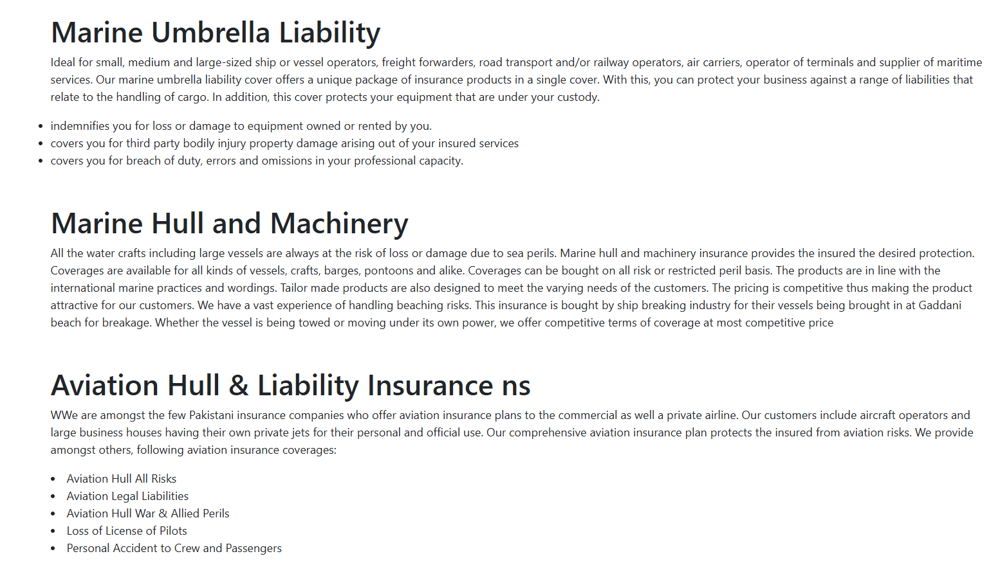 Marine Umbrella Liability
Ideal for small, medium and large-sized ship or vessel operators, freight forwarders, road transport and/or railway operators, air carriers, operator of terminals and supplier of maritime
services. Our marine umbrella liability cover offers a unique package of insurance products in a single cover. With this, you can protect your business against a range of liabilities that
relate to the handling of cargo. In addition, this cover protects your equipment that are under your custody.
• indemnifies you for loss or damage to equipment owned or rented by you.
• covers you for third party bodily injury property damage arising out of your insured services
• covers you for breach of duty, errors and omissions in your professional capacity.
Marine Hull and Machinery
All the water crafts including large vessels are always at the risk of loss or damage due to sea perils. Marine hull and machinery insurance provides the insured the desired protection.
Coverages are available for all kinds of vessels, crafts, barges, pontoons and alike. Coverages can be bought on all risk or restricted peril basis. The products are in line with the
international marine practices and wordings. Tailor made products are also designed to meet the varying needs of the customers. The pricing is competitive thus making the product
attractive for our customers. We have a vast experience of handling beaching risks. This insurance is bought by ship breaking industry for their vessels being brought in at Gaddani
beach for breakage. Whether the vessel is being towed or moving under its own power, we offer competitive terms of coverage at most competitive price
Aviation Hull & Liability Insurance ns
WWe are amongst the few Pakistani insurance companies who offer aviation insurance plans to the commercial as well a private airline. Our customers include aircraft operators and
large business houses having their own private jets for their personal and official use. Our comprehensive aviation insurance plan protects the insured from aviation risks. We provide
amongst others, following aviation insurance coverages:
• Aviation Hull All Risks
• Aviation Legal Liabilities
• Aviation Hull War & Allied Perils
• Loss of License of Pilots
• Personal Accident to Crew and Passengers